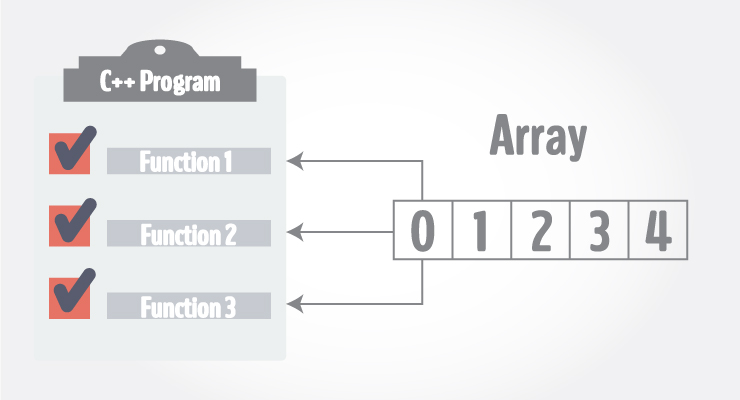 C++ Program
Function 1
Function 2
Function 3
Array
0 1 2 3 4